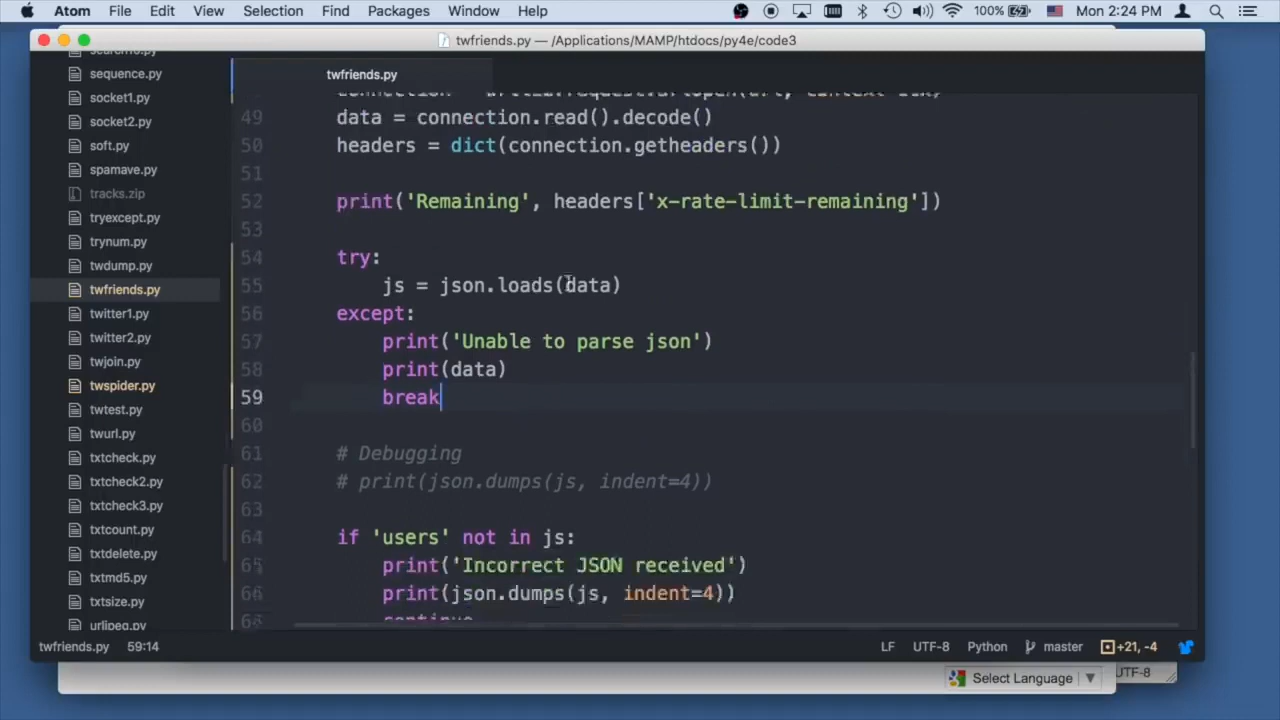 Atom File Edit View Selection Find Packages Window Help 100% Mon 2:24 PM
twfriends.py — /Applications/MAMP/htdocs/py4e/code3
sequence.py
socket1.py
socket2.py
soft.py
spamave.py
tracks.zip
tryexcept.py
trynum.py
twdump.py
twfriends.py
twitter1.py
twitter2.py
twjoin.py
twspider.py
twtest.py
twurl.py
txtcheck.py
txtcheck2.py
txtcheck3.py
txtcount.py
txtdelete.py
txtmd5.py
txtsize.py
urljpeg.py
twfriends.py
49 data = connection.read().decode()
50 headers = dict(connection.getheaders())
51
52 print('Remaining', headers['x-rate-limit-remaining'])
53
54 try:
55 js = json.loads(data)
56 except:
57 print('Unable to parse json')
58 print(data)
59 break
60
61 # Debugging
62 # print(json.dumps(js, indent=4))
63
64 if 'users' not in js:
65 print('Incorrect JSON received')
66 print(json.dumps(js, indent=4))
continue
twfriends.py 59:14 LF UTF-8 Python master +21, -4
Select Language UTF-8